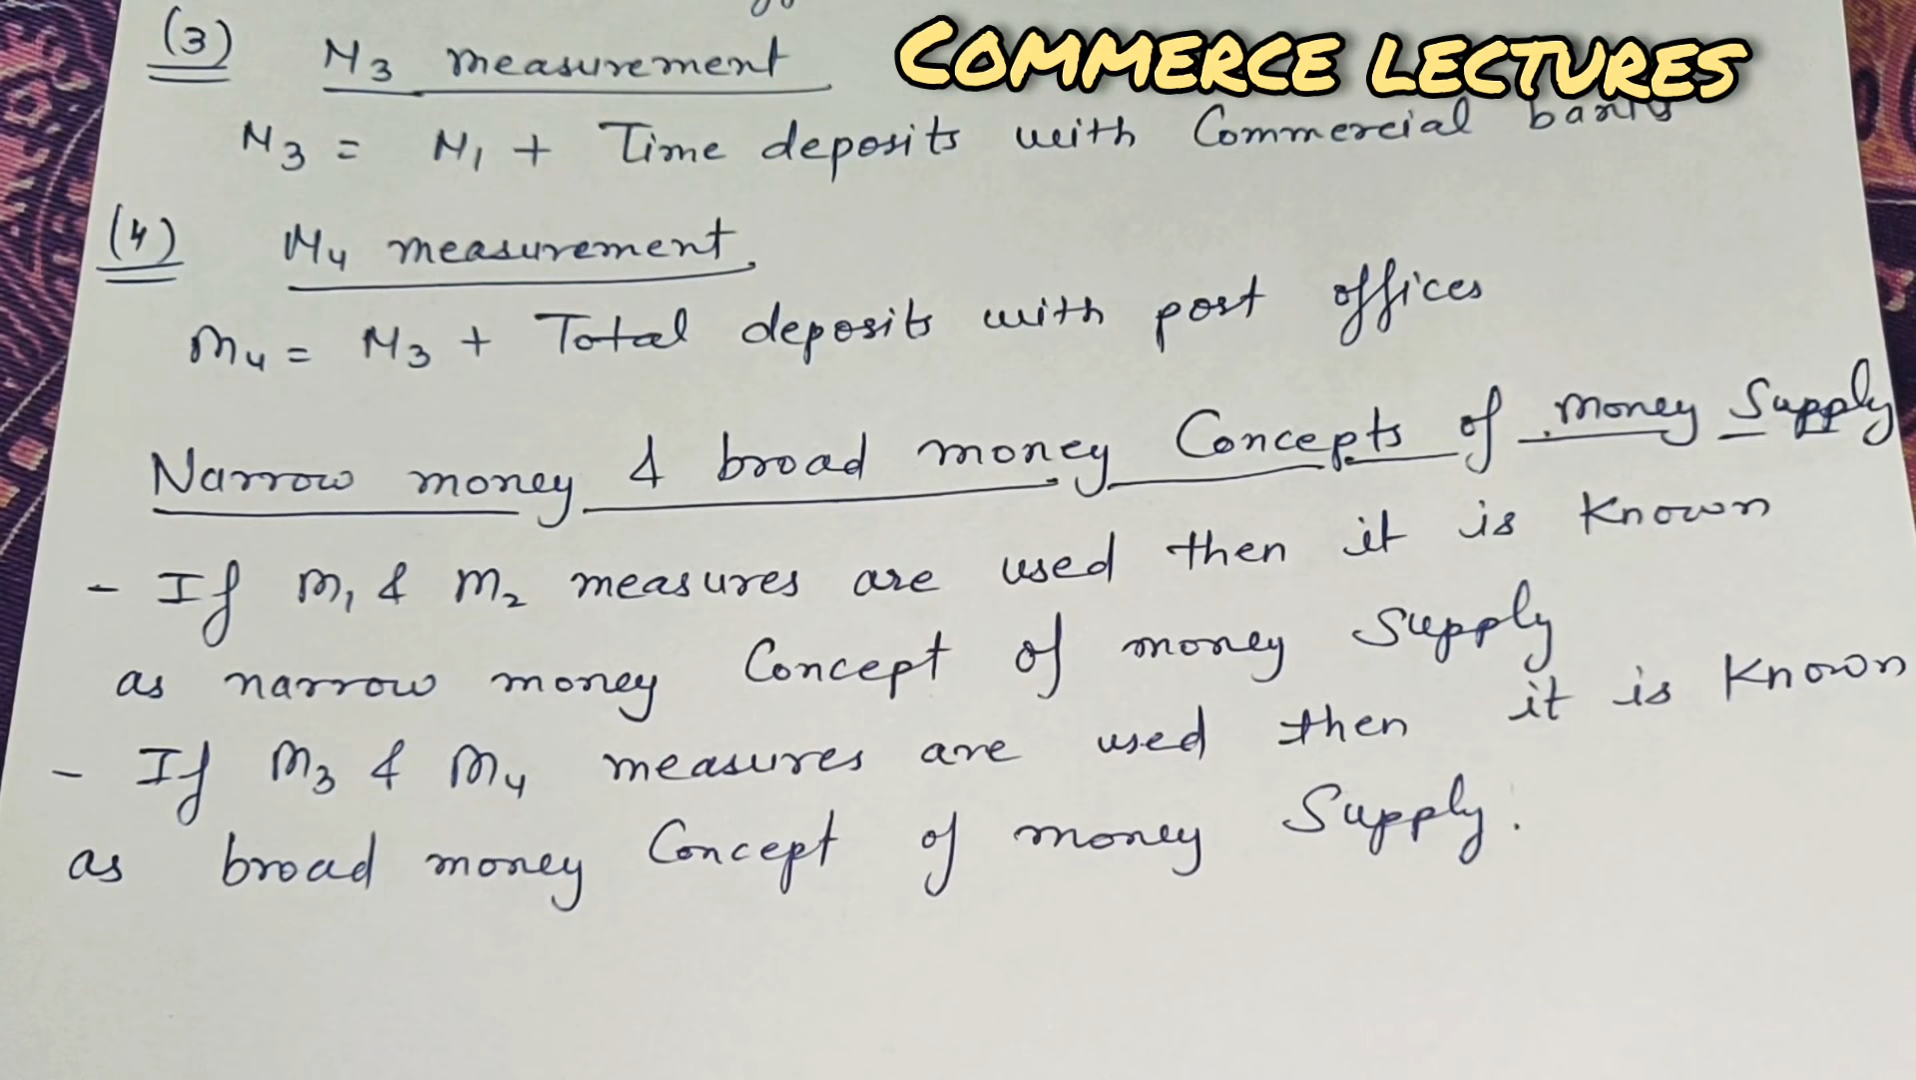 COMMERCE LECTURES
(3) M3 measurement
M3 = M1 + Time deposits with Commercial banks
(4) M4 measurement
M4 = M3 + Total deposits with post offices
Narrow money & broad money Concepts of money Supply
- If M1 & M2 measures are used then it is known
as narrow money Concept of money supply
- If M3 & M4 measures are used then it is known
as broad money Concept of money Supply.